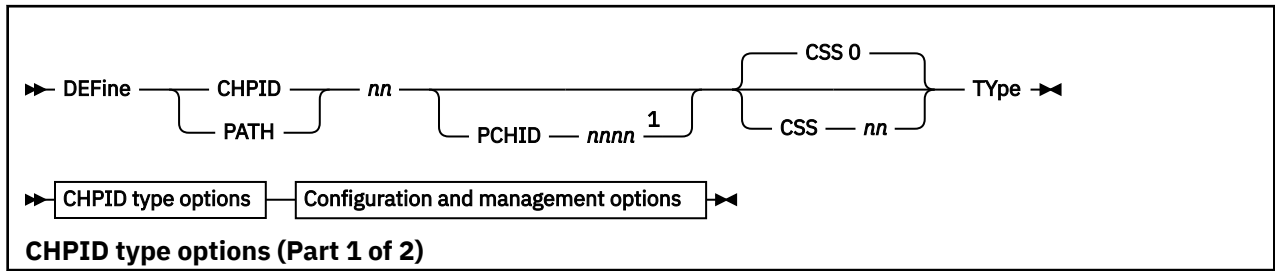 CSS 0
DEFine CHPID nn TYpe
PATH PCHID nnnn 1 CSS nn
CHPID type options Configuration and management options
CHPID type options (Part 1 of 2)